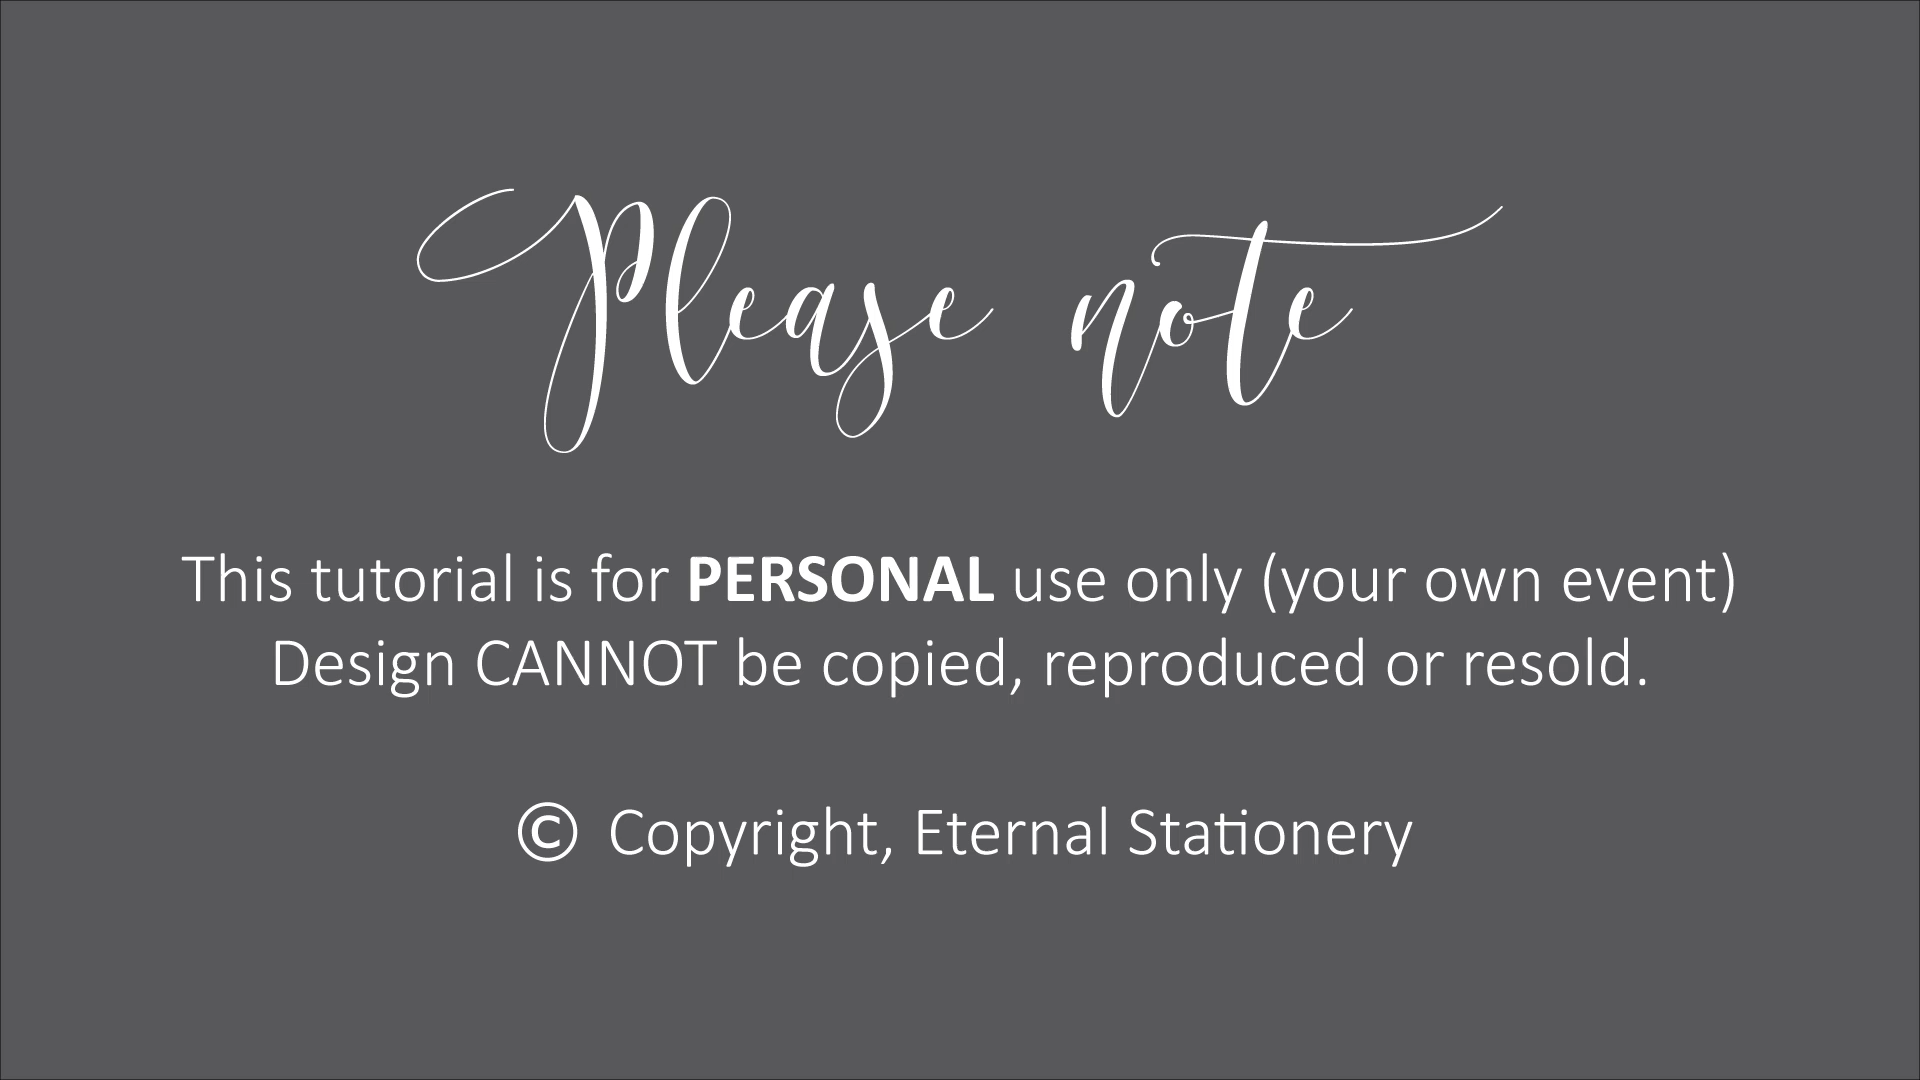 Please note
This tutorial is for PERSONAL use only (your own event)
Design CANNOT be copied, reproduced or resold.
© Copyright, Eternal Stationery